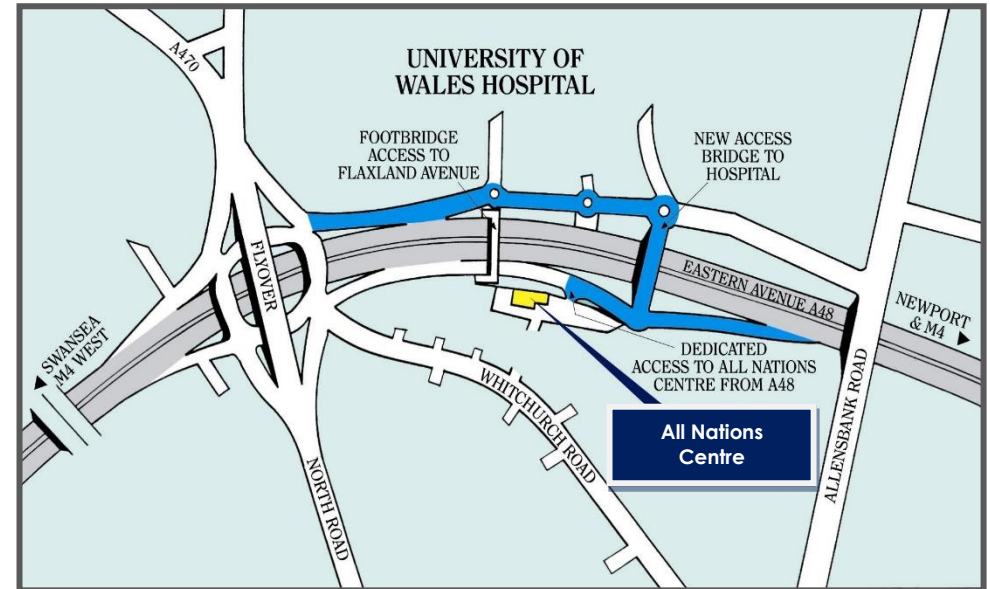 A470
UNIVERSITY OF
WALES HOSPITAL
FOOTBRIDGE
ACCESS TO
FLAXLAND AVENUE
NEW ACCESS
BRIDGE TO
HOSPITAL
FLYOVER
EASTERN AVENUE A48
NEWPORT
& M4
SWANSEA
M4 WEST
DEDICATED
ACCESS TO ALL NATIONS
CENTRE FROM A48
WHITCHURCH ROAD
All Nations
Centre
ALLENSBANK ROAD
NORTH ROAD